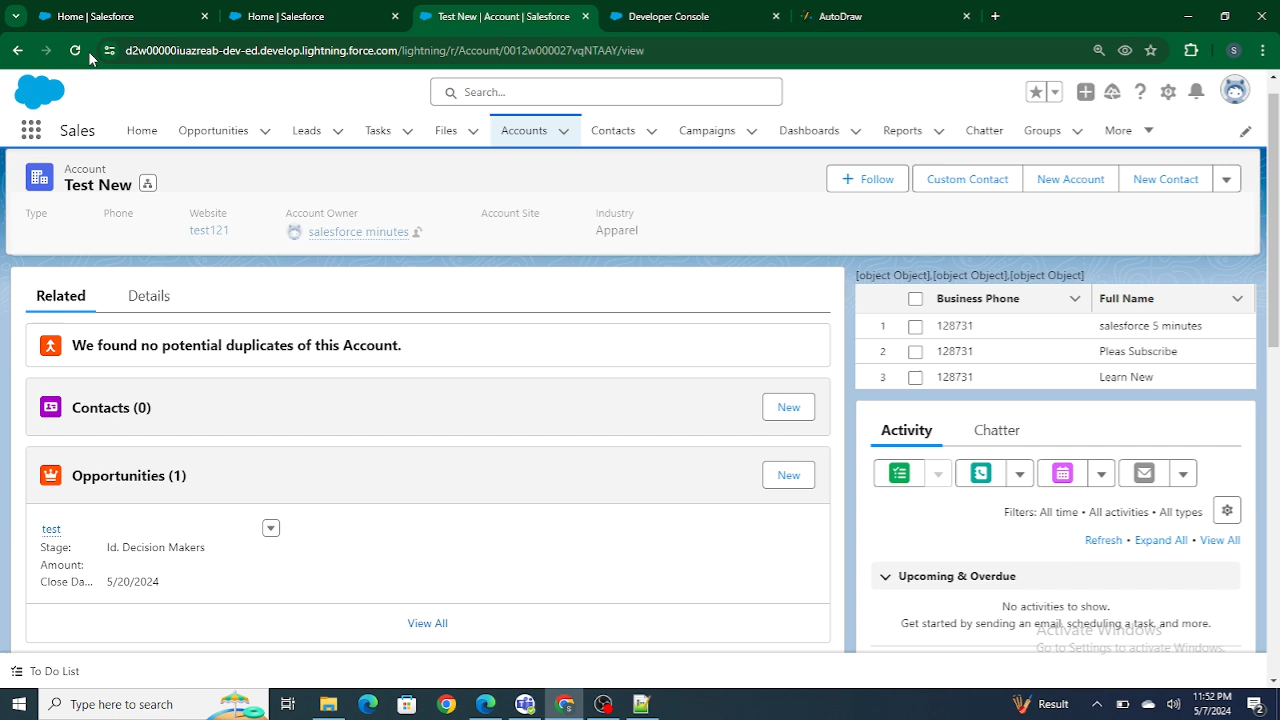 Home | Salesforce
Home | Salesforce
Test New | Account | Salesforce
Developer Console
AutoDraw
d2w00000iuazreab-dev-ed.develop.lightning.force.com/lightning/r/Account/0012w000027vqNTAAY/view
S
Search...
Sales
Home
Opportunities
Leads
Tasks
Files
Accounts
Contacts
Campaigns
Dashboards
Reports
Chatter
Groups
More
Account
Test New
+ Follow
Custom Contact
New Account
New Contact
Type
Phone
Website
Account Owner
Account Site
Industry
test121
salesforce minutes
Apparel
Related
Details
We found no potential duplicates of this Account.
Contacts (0)
New
Opportunities (1)
New
test
Stage: Id. Decision Makers
Amount:
Close Da... 5/20/2024
View All
[object Object],[object Object],[object Object]
Business Phone
Full Name
1 128731 salesforce 5 minutes
2 128731 Pleas Subscribe
3 128731 Learn New
Activity
Chatter
Filters: All time • All activities • All types
Refresh • Expand All • View All
Upcoming & Overdue
No activities to show.
Get started by sending an email, scheduling a task, and more.
Activate Windows
Go to Settings to activate Windows.
To Do List
Type here to search
Result
11:52 PM
5/7/2024
2